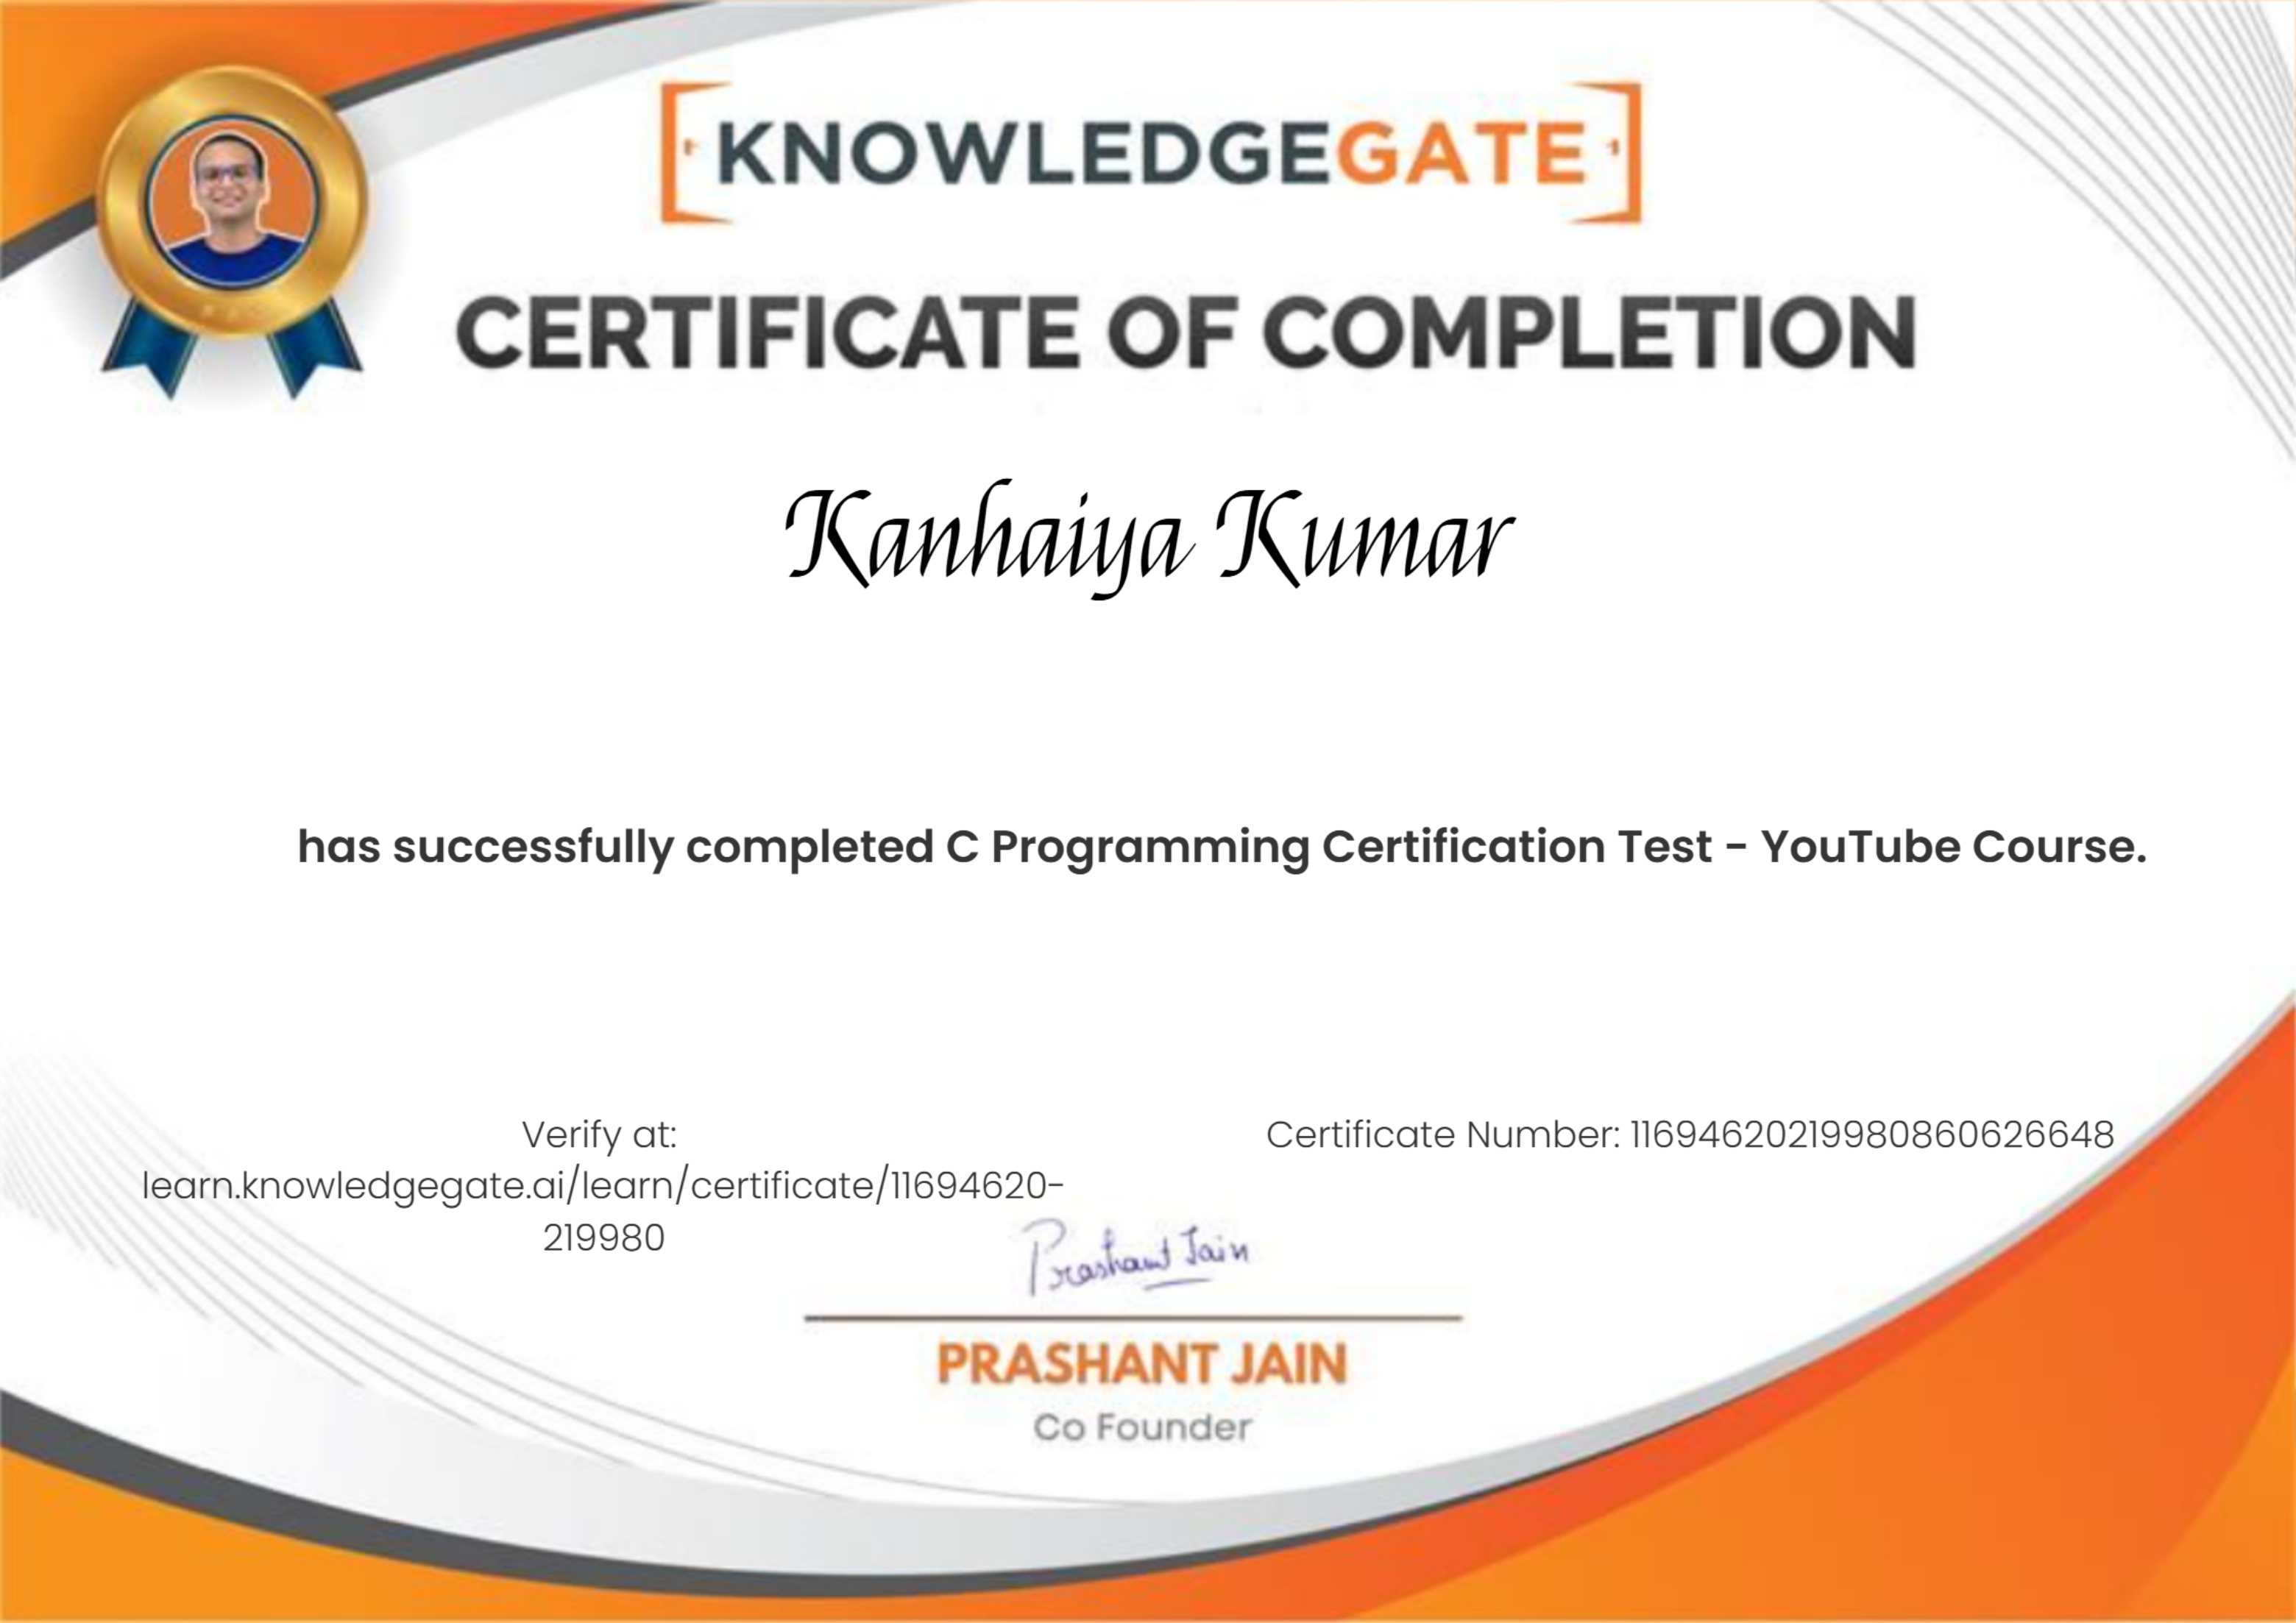 KNOWLEDGEGATE
CERTIFICATE OF COMPLETION
Kanhaiya Kumar
has successfully completed C Programming Certification Test - YouTube Course.
Verify at:
learn.knowledgegate.ai/learn/certificate/11694620-
219980
Certificate Number: 11694620219980860626648
Prashant Jain
PRASHANT JAIN
Co Founder